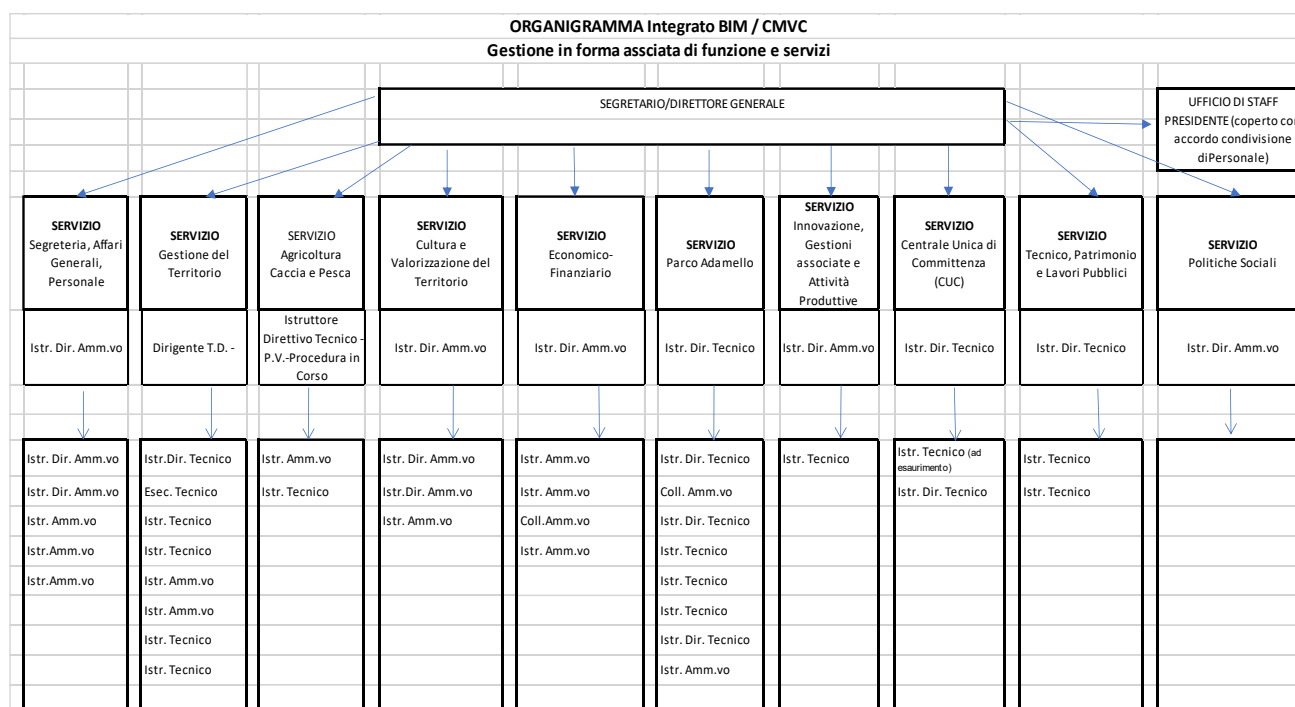 ORGANIGRAMMA Integrato BIM / CMVC
Gestione in forma assciata di funzione e servizi
SEGRETARIO/DIRETTORE GENERALE
UFFICIO DI STAFF
PRESIDENTE (coperto con
accordo condivisione
diPersonale)
SERVIZIO
Segreteria, Affari
Generali,
Personale
SERVIZIO
Gestione del
Territorio
SERVIZIO
Agricoltura
Caccia e Pesca
SERVIZIO
Cultura e
Valorizzazione del
Territorio
SERVIZIO
Economico-
Finanziario
SERVIZIO
Parco Adamello
SERVIZIO
Innovazione,
Gestioni
associate e
Attività
Produttive
SERVIZIO
Centrale Unica di
Committenza
(CUC)
SERVIZIO
Tecnico, Patrimonio
e Lavori Pubblici
SERVIZIO
Politiche Sociali
Istr. Dir. Amm.vo
Dirigente T.D. -
Istruttore
Direttivo Tecnico -
P.V.-Procedura in
Corso
Istr. Dir. Amm.vo
Istr. Dir. Amm.vo
Istr. Dir. Tecnico
Istr. Dir. Amm.vo
Istr. Dir. Tecnico
Istr. Dir. Tecnico
Istr. Dir. Amm.vo
Istr. Dir. Amm.vo
Istr. Dir. Amm.vo
Istr. Amm.vo
Istr.Amm.vo
Istr.Amm.vo
Istr.Dir. Tecnico
Esec. Tecnico
Istr. Tecnico
Istr. Tecnico
Istr. Amm.vo
Istr. Amm.vo
Istr. Tecnico
Istr. Tecnico
Istr. Amm.vo
Istr. Tecnico
Istr. Dir. Amm.vo
Istr.Dir. Amm.vo
Istr. Amm.vo
Istr. Amm.vo
Istr. Amm.vo
Coll.Amm.vo
Istr. Amm.vo
Istr. Dir. Tecnico
Coll. Amm.vo
Istr. Dir. Tecnico
Istr. Tecnico
Istr. Tecnico
Istr. Tecnico
Istr. Dir. Tecnico
Istr. Amm.vo
Istr. Tecnico
Istr. Tecnico (ad
esaurimento)
Istr. Dir. Tecnico
Istr. Tecnico
Istr. Tecnico